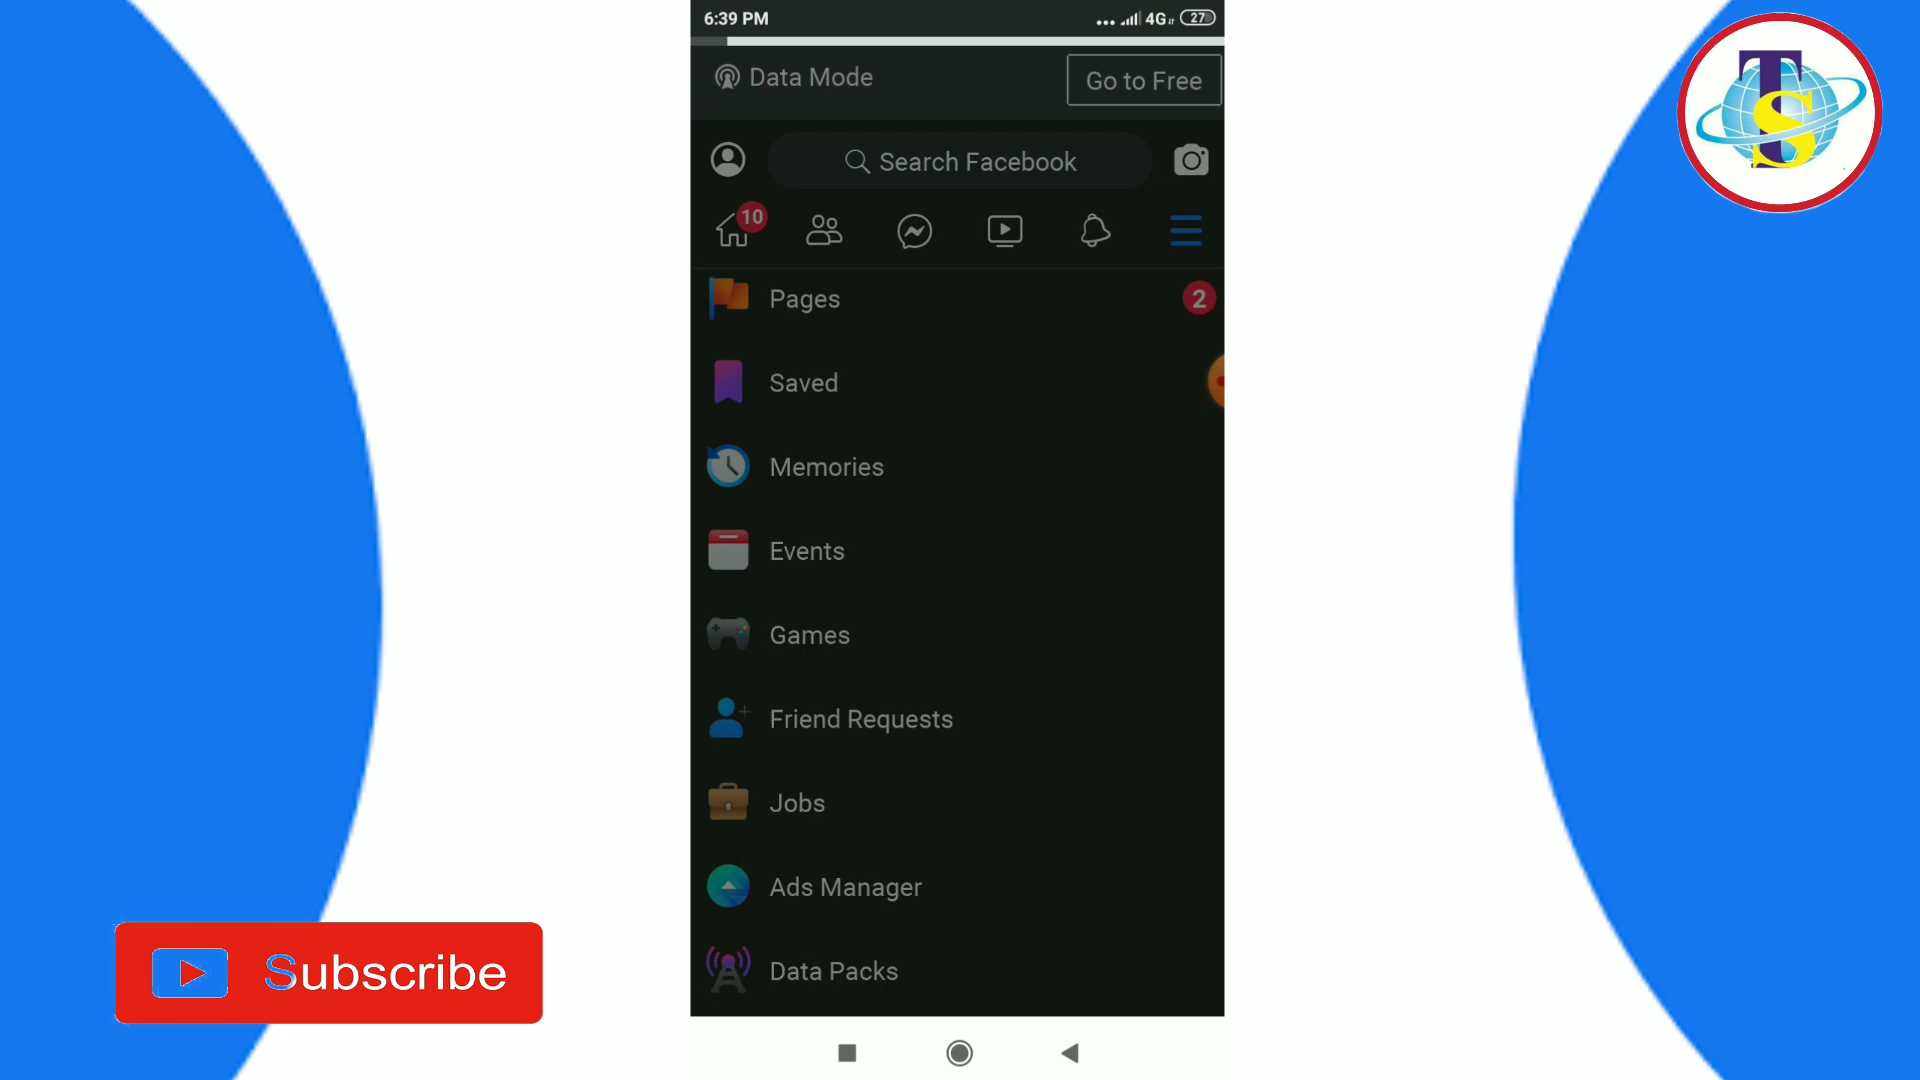 6:39 PM
4G
27
Data Mode
Go to Free
Search Facebook
10
Pages
2
Saved
Memories
Events
Games
Friend Requests
Jobs
Ads Manager
Data Packs
Subscribe
TS